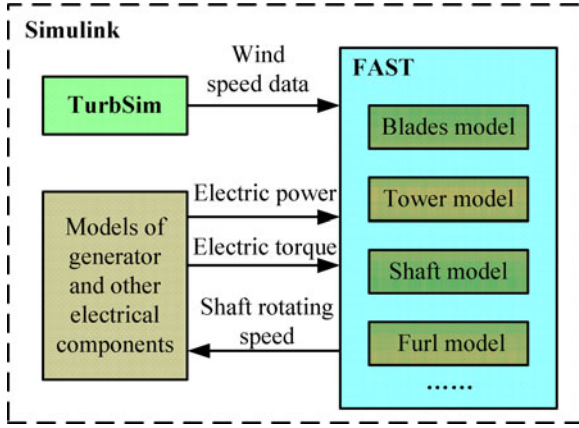 Simulink
TurbSim
Wind
speed data
FAST
Blades model
Tower model
Shaft model
Furl model
......
Models of
generator
and other
electrical
components
Electric power
Electric torque
Shaft rotating
speed